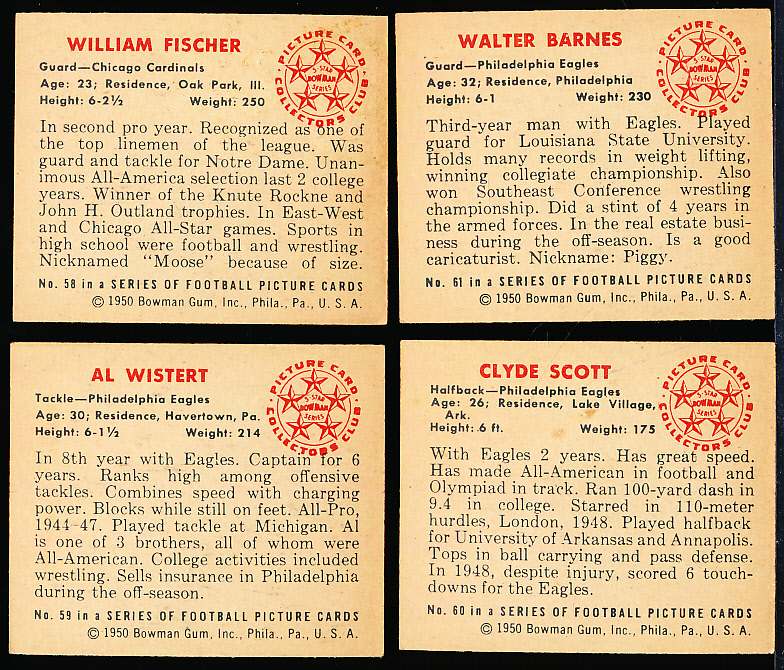 WILLIAM FISCHER
Guard—Chicago Cardinals
Age: 23; Residence, Oak Park, Ill.
Height: 6-2½ Weight: 250
PICTURE CARD
COLLECTORS CLUB
5-STAR
BOWMAN
SERIES
In second pro year. Recognized as one of
the top linemen of the league. Was
guard and tackle for Notre Dame. Unan-
imous All-America selection last 2 college
years. Winner of the Knute Rockne and
John H. Outland trophies. In East-West
and Chicago All-Star games. Sports in
high school were football and wrestling.
Nicknamed "Moose" because of size.
No. 58 in a SERIES OF FOOTBALL PICTURE CARDS
© 1950 Bowman Gum, Inc., Phila., Pa., U. S. A.
WALTER BARNES
Guard—Philadelphia Eagles
Age: 32; Residence, Philadelphia
Height: 6-1 Weight: 230
PICTURE CARD
COLLECTORS CLUB
5-STAR
BOWMAN
SERIES
Third-year man with Eagles. Played
guard for Louisiana State University.
Holds many records in weight lifting,
winning collegiate championship. Also
won Southeast Conference wrestling
championship. Did a stint of 4 years in
the armed forces. In the real estate busi-
ness during the off-season. Is a good
caricaturist. Nickname: Piggy.
No. 61 in a SERIES OF FOOTBALL PICTURE CARDS
© 1950 Bowman Gum, Inc., Phila., Pa., U. S. A.
AL WISTERT
Tackle—Philadelphia Eagles
Age: 30; Residence, Havertown, Pa.
Height: 6-1½ Weight: 214
PICTURE CARD
COLLECTORS CLUB
5-STAR
BOWMAN
SERIES
In 8th year with Eagles. Captain for 6
years. Ranks high among offensive
tackles. Combines speed with charging
power. Blocks while still on feet. All-Pro,
1944-47. Played tackle at Michigan. Al
is one of 3 brothers, all of whom were
All-American. College activities included
wrestling. Sells insurance in Philadelphia
during the off-season.
No. 59 in a SERIES OF FOOTBALL PICTURE CARDS
© 1950 Bowman Gum, Inc., Phila., Pa., U. S. A.
CLYDE SCOTT
Halfback—Philadelphia Eagles
Age: 26; Residence, Lake Village,
Ark.
Height: 6 ft. Weight: 175
PICTURE CARD
COLLECTORS CLUB
5-STAR
BOWMAN
SERIES
With Eagles 2 years. Has great speed.
Has made All-American in football and
Olympiad in track. Ran 100-yard dash in
9.4 in college. Starred in 110-meter
hurdles, London, 1948. Played halfback
for University of Arkansas and Annapolis.
Tops in ball carrying and pass defense.
In 1948, despite injury, scored 6 touch-
downs for the Eagles.
No. 60 in a SERIES OF FOOTBALL PICTURE CARDS
© 1950 Bowman Gum, Inc., Phila., Pa., U. S. A.